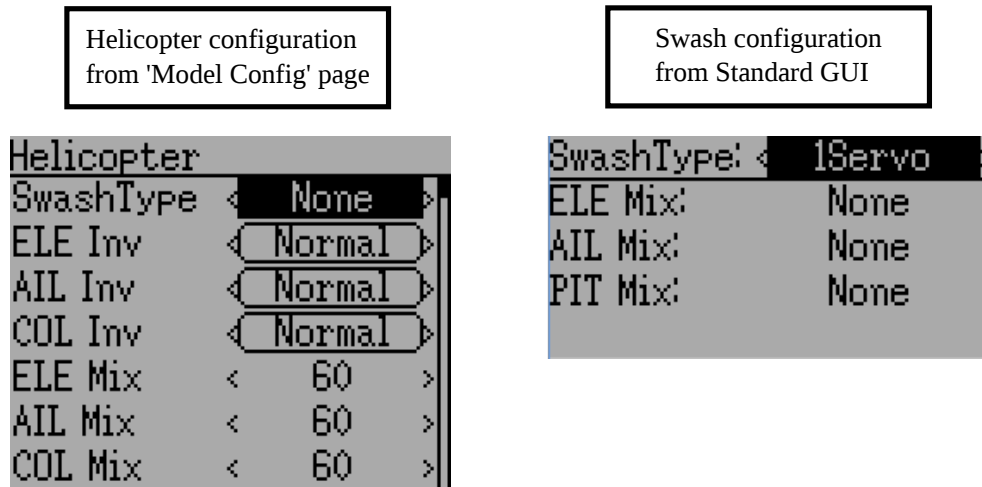 Helicopter configuration
from 'Model Config' page
Swash configuration
from Standard GUI
Helicopter
SwashType < None >
ELE Inv < Normal >
AIL Inv < Normal >
COL Inv < Normal >
ELE Mix < 60 >
AIL Mix < 60 >
COL Mix < 60 >
SwashType: < 1Servo
ELE Mix: None
AIL Mix: None
PIT Mix: None